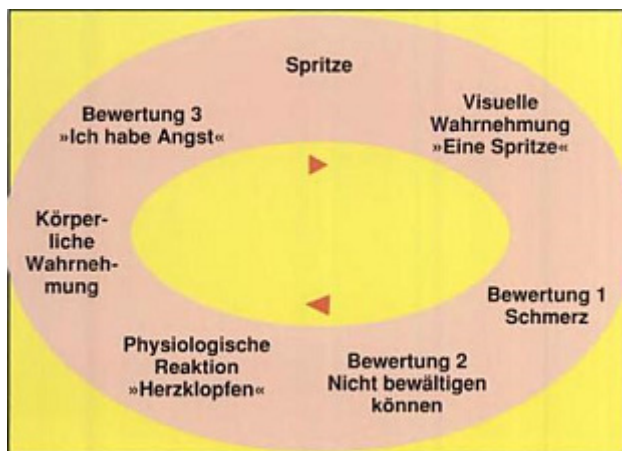 Spritze
Visuelle
Wahrnehmung
»Eine Spritze«
Bewertung 1
Schmerz
Bewertung 2
Nicht bewältigen
können
Physiologische
Reaktion
»Herzklopfen«
Körper-
liche
Wahrneh-
mung
Bewertung 3
»Ich habe Angst«